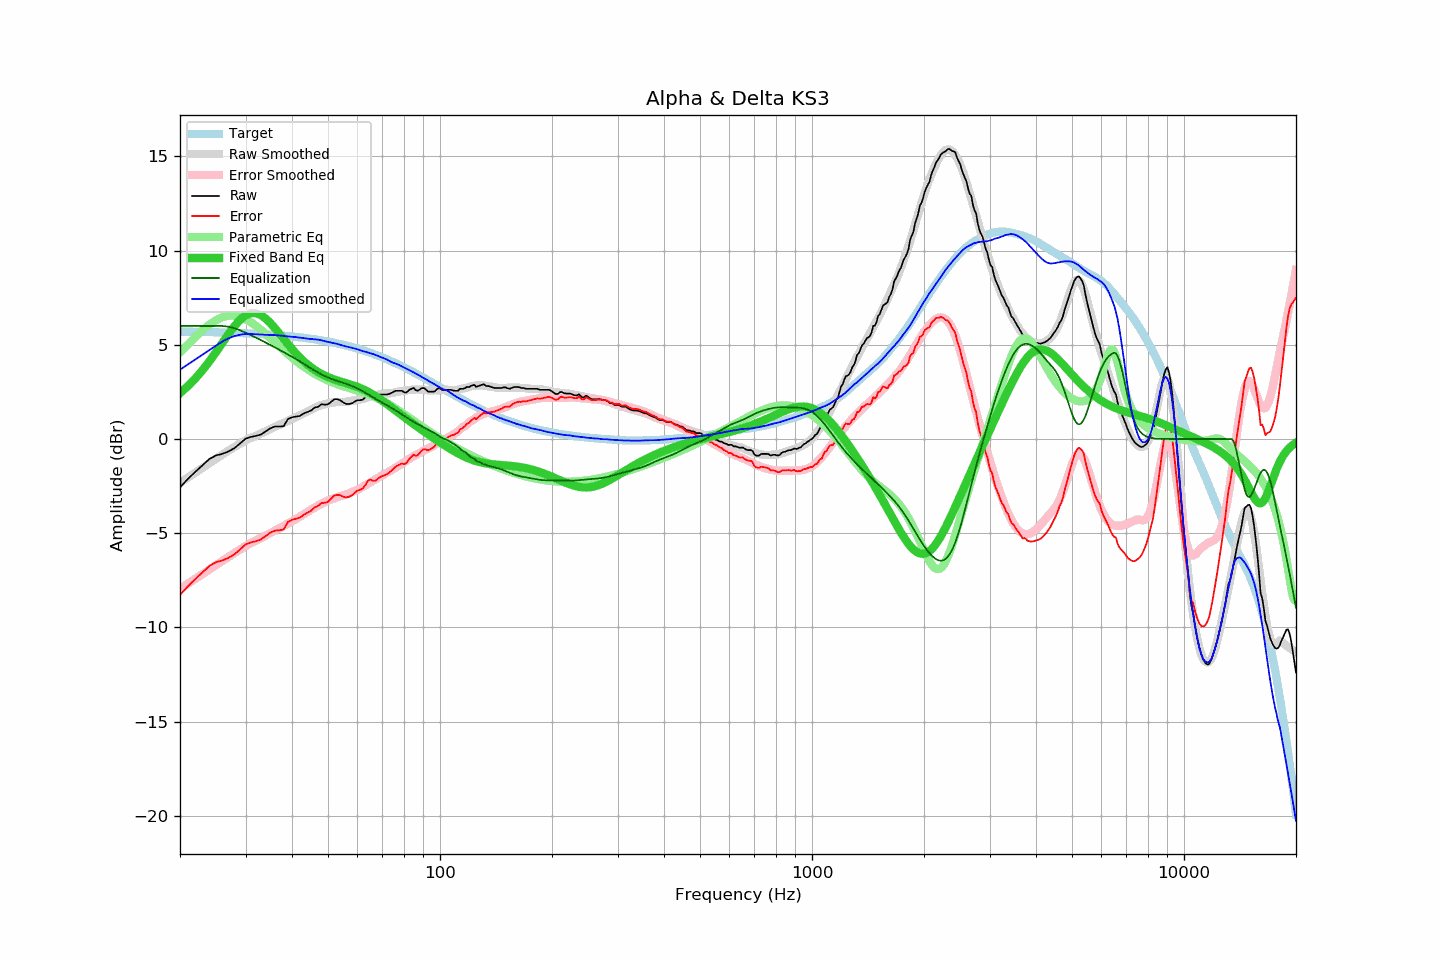 Alpha & Delta KS3
Target
Raw Smoothed
Error Smoothed
Raw
Error
Parametric Eq
Fixed Band Eq
Equalization
Equalized smoothed
15
10
5
0
−5
−10
−15
−20
Amplitude (dBr)
100
1000
10000
Frequency (Hz)